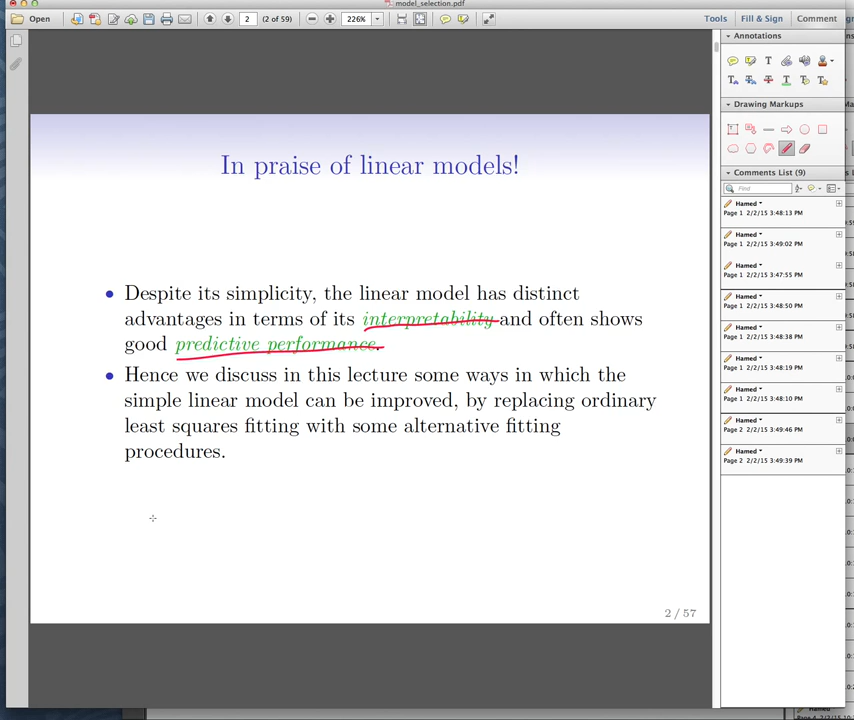 model_selection.pdf
Open
2
(2 of 59)
226%
Tools
Fill & Sign
Comment
Annotations
Drawing Markups
Comments List (9)
Find
Hamed
Page 1 2/2/15 3:48:13 PM
Hamed
Page 1 2/2/15 3:49:02 PM
Hamed
Page 1 2/2/15 3:47:55 PM
Hamed
Page 1 2/2/15 3:48:50 PM
Hamed
Page 1 2/2/15 3:48:38 PM
Hamed
Page 1 2/2/15 3:48:19 PM
Hamed
Page 1 2/2/15 3:48:10 PM
Hamed
Page 2 2/2/15 3:49:46 PM
Hamed
Page 2 2/2/15 3:49:39 PM
In praise of linear models!
• Despite its simplicity, the linear model has distinct
advantages in terms of its interpretability and often shows
good predictive performance.
• Hence we discuss in this lecture some ways in which the
simple linear model can be improved, by replacing ordinary
least squares fitting with some alternative fitting
procedures.
2 / 57